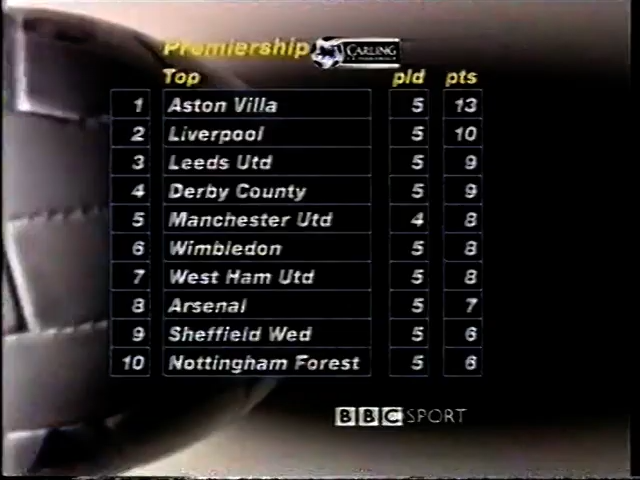 Premiership CARLING
Top pld pts
1 Aston Villa 5 13
2 Liverpool 5 10
3 Leeds Utd 5 9
4 Derby County 5 9
5 Manchester Utd 4 8
6 Wimbledon 5 8
7 West Ham Utd 5 8
8 Arsenal 5 7
9 Sheffield Wed 5 6
10 Nottingham Forest 5 6
BBC SPORT